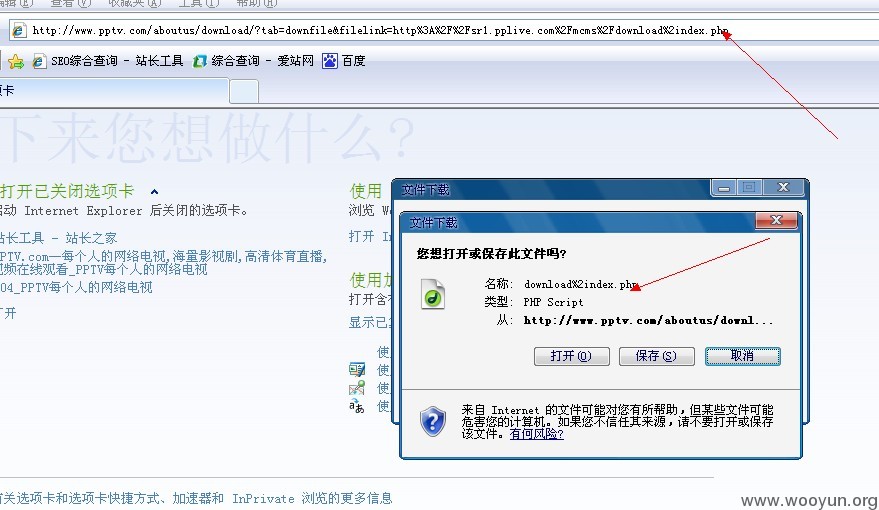 编辑(E) 查看(V) 收藏夹(A) 工具(T) 帮助(H)
http://www.pptv.com/aboutus/download/?tab=downfile&filelink=http%3A%2F%2Fsr1.pplive.com%2Fmcms%2Fdownload%2index.php
SEO综合查询 - 站长工具 综合查询 - 爱站网 百度
项卡
下来您想做什么?
打开已关闭选项卡
启动 Internet Explorer 后关闭的选项卡。
站长工具 - 站长之家
PPTV.com—每个人的网络电视,海量影视剧,高清体育直播,
视频在线观看_PPTV每个人的网络电视
04_PPTV每个人的网络电视
开
使用
浏览 W
打开 In
使用加
打开含有
显示已复
使
使
使
使
文件下载
文件下载
您想打开或保存此文件吗?
名称: download%2index.php
类型: PHP Script
从: http://www.pptv.com/aboutus/downl...
打开(O) 保存(S) 取消
来自 Internet 的文件可能对您有所帮助,但某些文件可能
危害您的计算机。如果您不信任其来源,请不要打开或保存
该文件。有何风险?
有关选项卡和选项卡快捷方式、加速器和 InPrivate 浏览的更多信息
www.wooyun.org